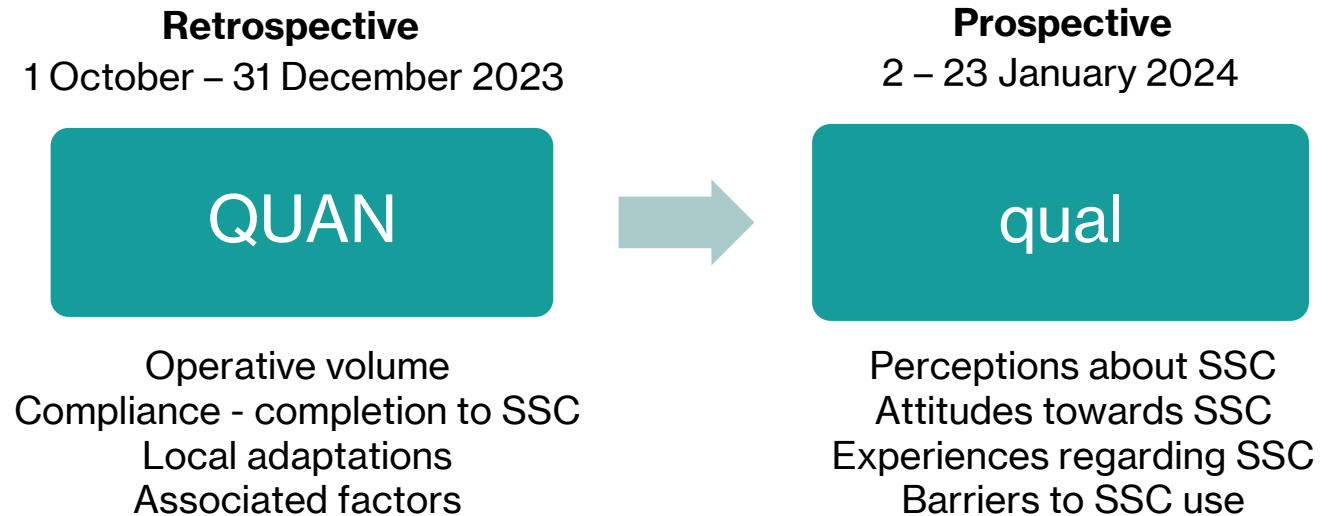 Retrospective
1 October – 31 December 2023
QUAN
Operative volume
Compliance - completion to SSC
Local adaptations
Associated factors
Prospective
2 – 23 January 2024
qual
Perceptions about SSC
Attitudes towards SSC
Experiences regarding SSC
Barriers to SSC use